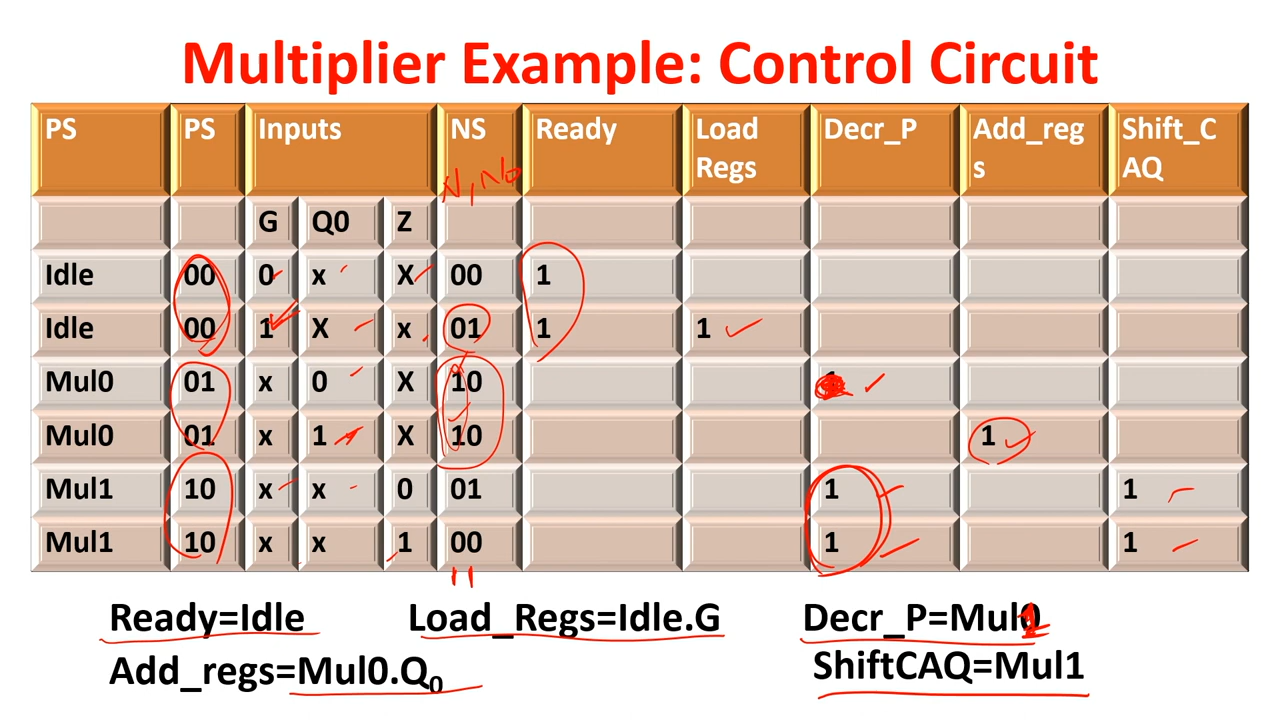 Multiplier Example: Control Circuit
PS PS Inputs NS Ready Load Regs Decr_P Add_regs Shift_CAQ
N1 N0
G Q0 Z
Idle 00 0 x X 00 1
Idle 00 1 X x 01 1 1
Mul0 01 x 0 X 10
Mul0 01 x 1 X 10 1
Mul1 10 x x 0 01 1 1
Mul1 10 x x 1 00 1 1
Ready=Idle Load_Regs=Idle.G Decr_P=Mul1
Add_regs=Mul0.Q₀ ShiftCAQ=Mul1